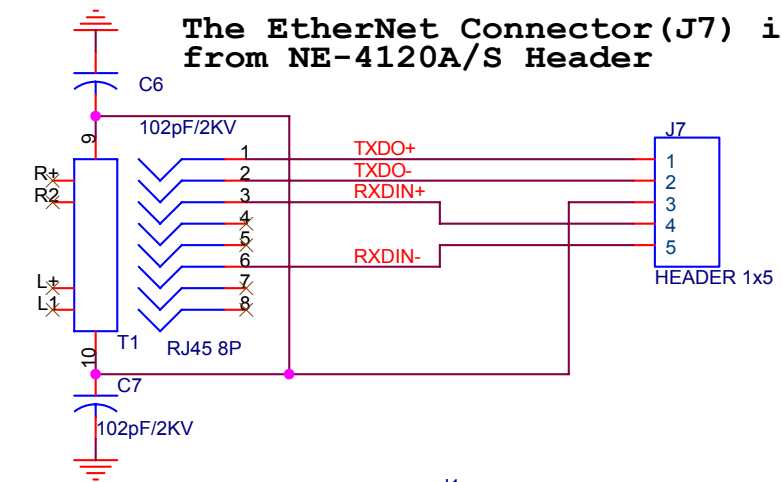 The EtherNet Connector(J7) i
from NE-4120A/S Header
C6
102pF/2KV
9
J7
1
TXDO+
1
R+
2
TXDO-
2
R2
3
RXDIN+
3
4
4
5
5
6
RXDIN-
HEADER 1x5
L+
7
L1
8
T1
RJ45 8P
10
C7
102pF/2KV